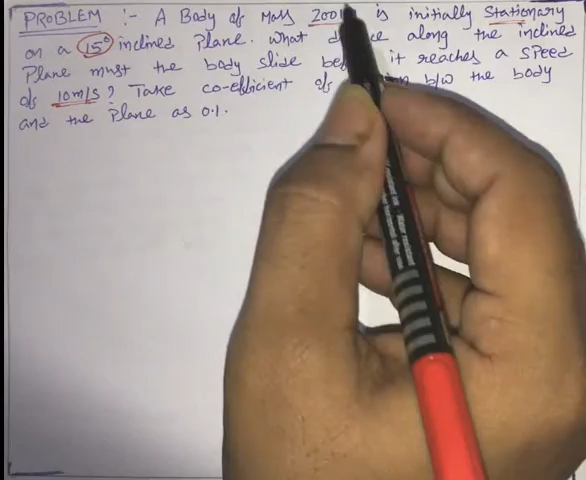 PROBLEM :- A Body of Mass 200 is initially Stationary
on a 15° inclined Plane. What along the inclined
Plane must the body slide it reaches a speed
of 10m/s? Take co-efficient of b/w the body
and the Plane as 0.1.